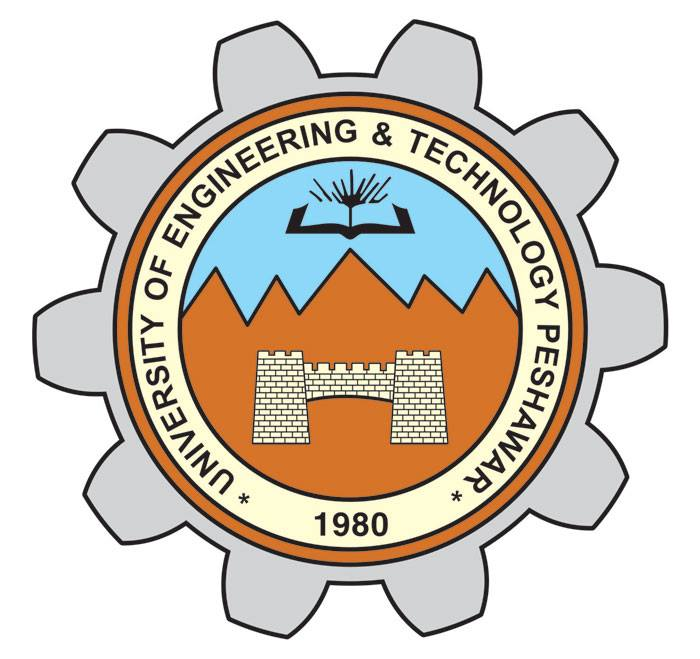 * UNIVERSITY OF ENGINEERING & TECHNOLOGY PESHAWAR *
1980